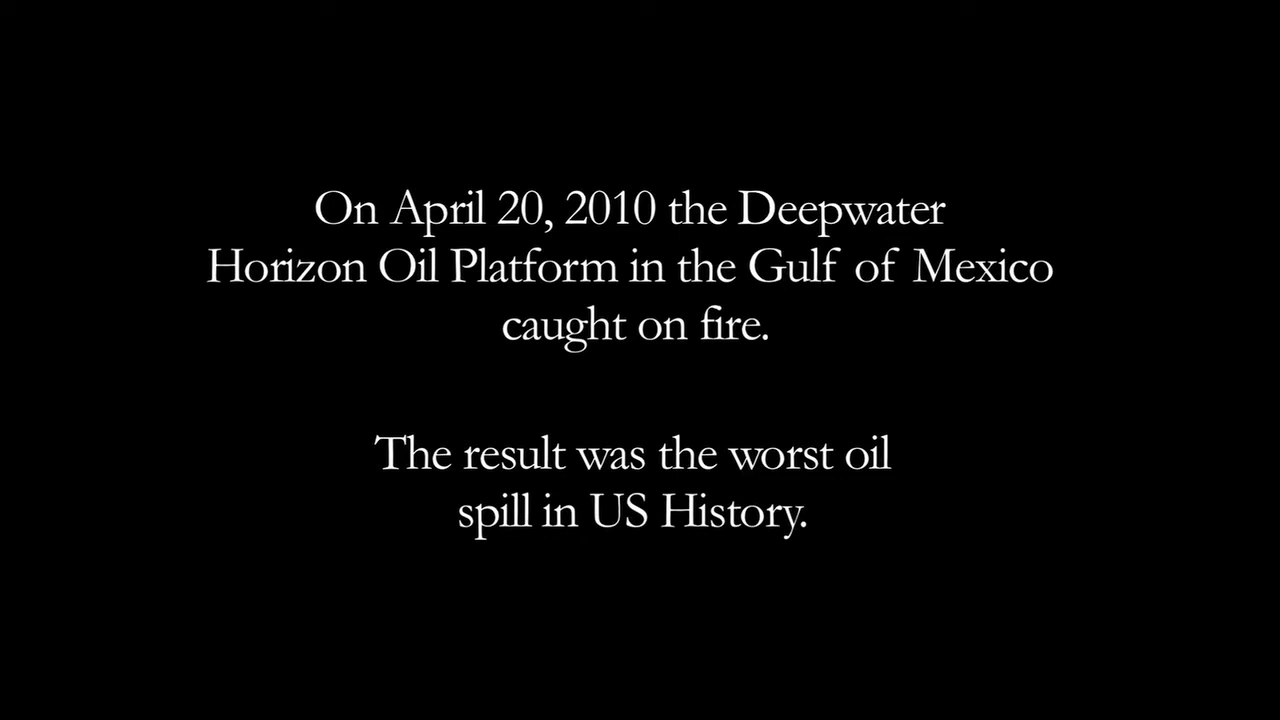 On April 20, 2010 the Deepwater
Horizon Oil Platform in the Gulf of Mexico
caught on fire.
The result was the worst oil
spill in US History.